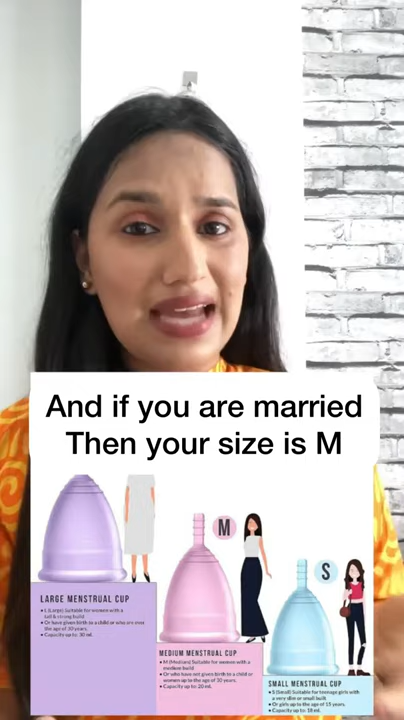 And if you are married
Then your size is M
M
S
LARGE MENSTRUAL CUP
• L (Large) Suitable for women with a
tall & strong build
• Or have given birth to a child or who are over
the age of 30 years.
• Capacity up to: 30 ml.
MEDIUM MENSTRUAL CUP
• M (Medium) Suitable for women with a
medium build
• Or who have not given birth to a child or
women up to the age of 30 years.
• Capacity up to: 20 ml.
SMALL MENSTRUAL CUP
• S (Small) Suitable for teenage girls with
a very slim or small built
• Or girls up to the age of 15 years.
• Capacity up to: 18 ml.